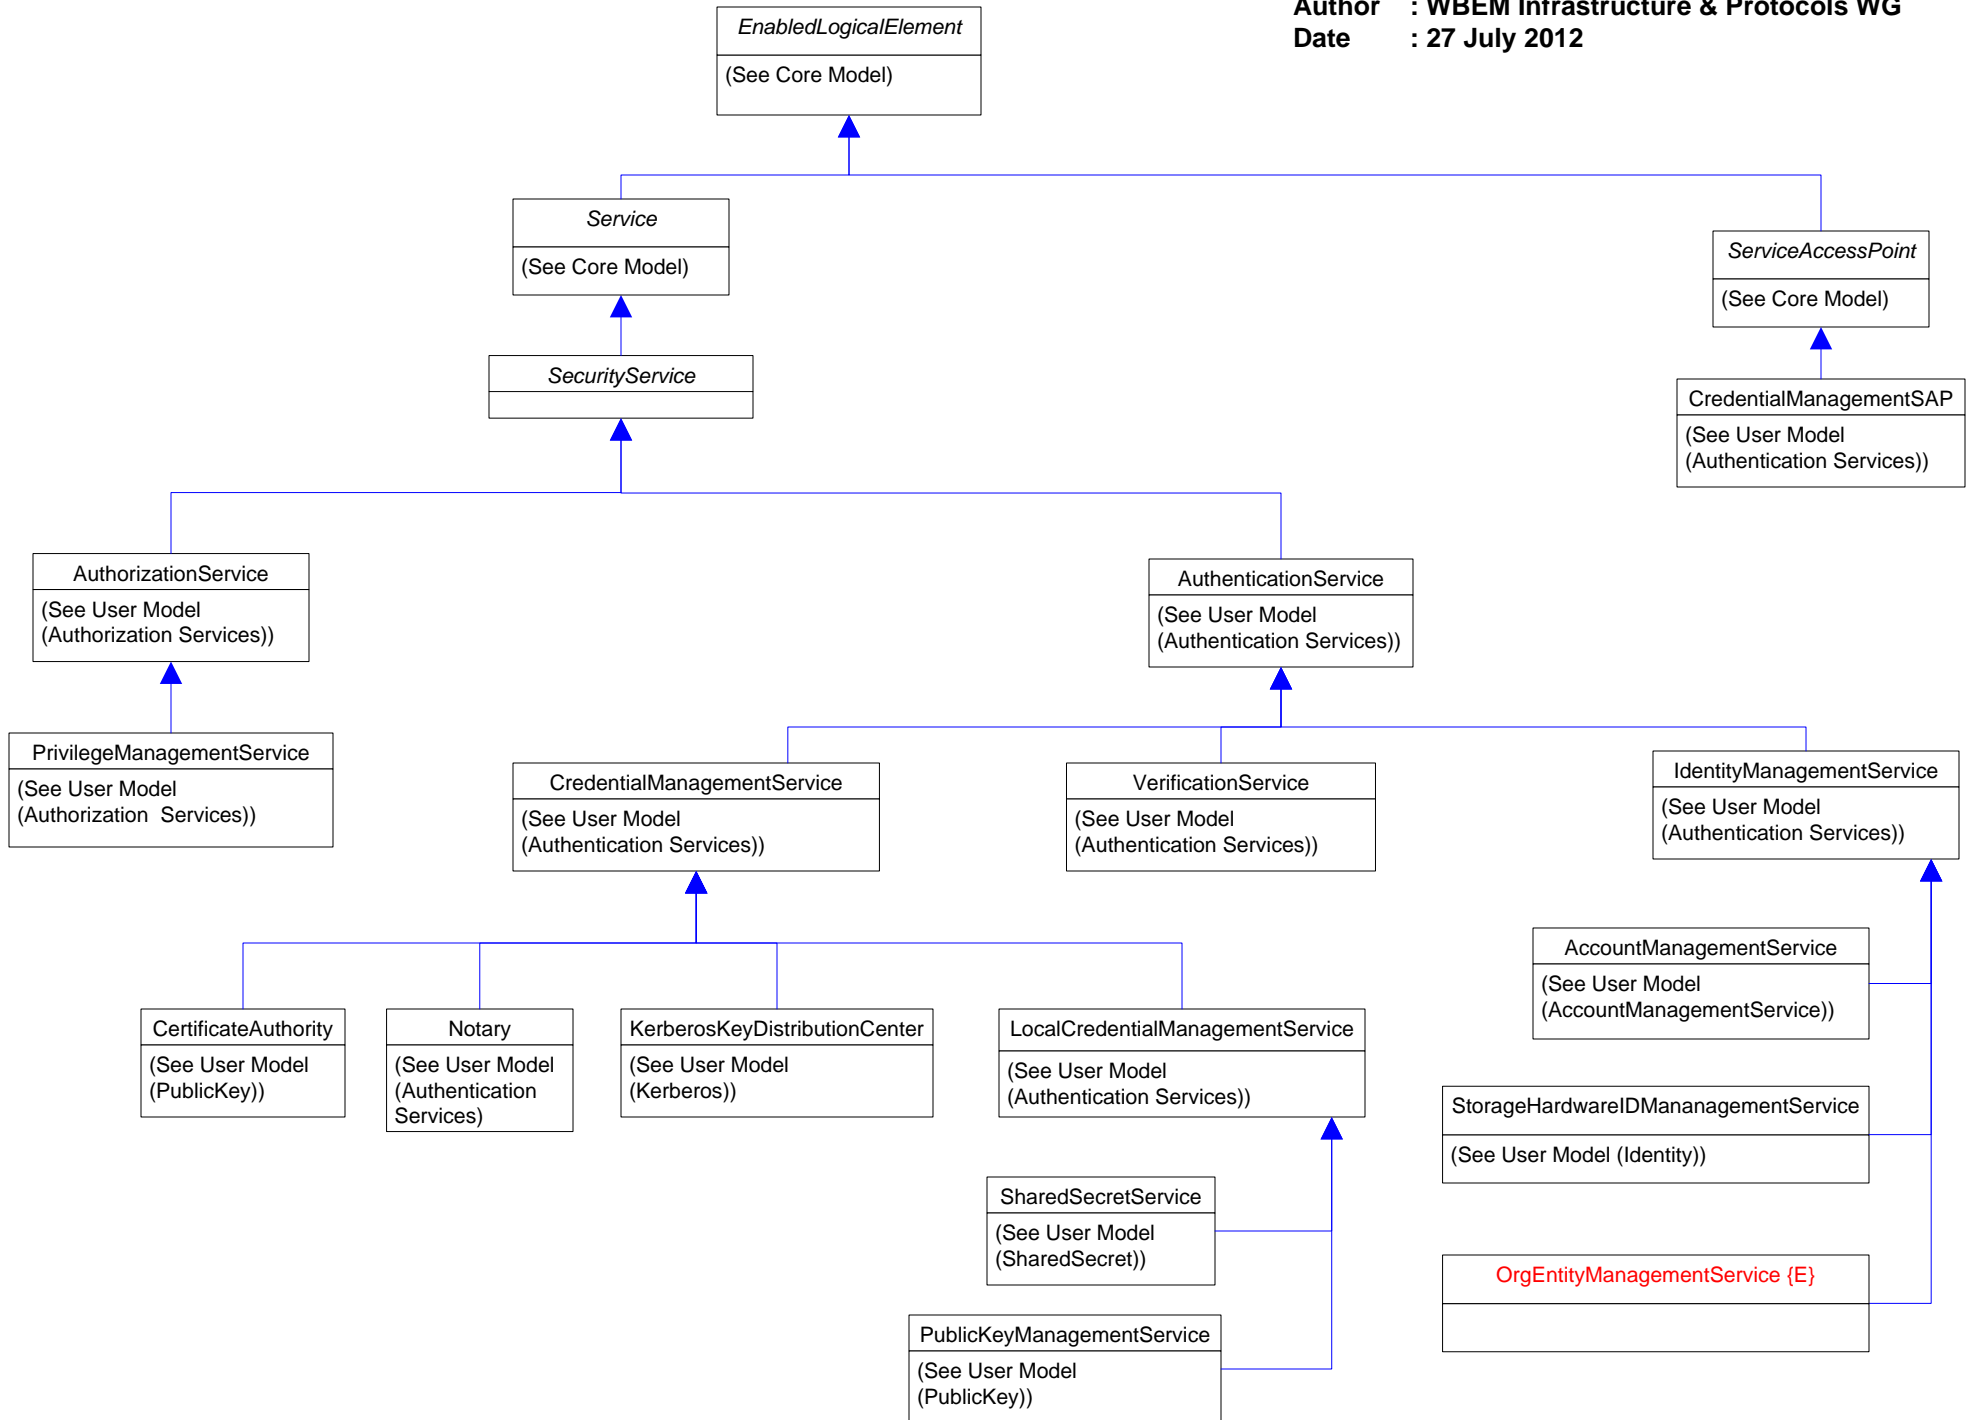 Author : WBEM Infrastructure & Protocols WG
Date : 27 July 2012
EnabledLogicalElement
(See Core Model)
Service
(See Core Model)
ServiceAccessPoint
(See Core Model)
SecurityService
CredentialManagementSAP
(See User Model
(Authentication Services))
AuthorizationService
(See User Model
(Authorization Services))
AuthenticationService
(See User Model
(Authentication Services))
PrivilegeManagementService
(See User Model
(Authorization  Services))
CredentialManagementService
(See User Model
(Authentication Services))
VerificationService
(See User Model
(Authentication Services))
IdentityManagementService
(See User Model
(Authentication Services))
AccountManagementService
(See User Model
(AccountManagementService))
CertificateAuthority
(See User Model
(PublicKey))
Notary
(See User Model
(Authentication
Services)
KerberosKeyDistributionCenter
(See User Model
(Kerberos))
LocalCredentialManagementService
(See User Model
(Authentication Services))
StorageHardwareIDMananagementService
(See User Model (Identity))
SharedSecretService
(See User Model
(SharedSecret))
OrgEntityManagementService {E}
PublicKeyManagementService
(See User Model
(PublicKey))